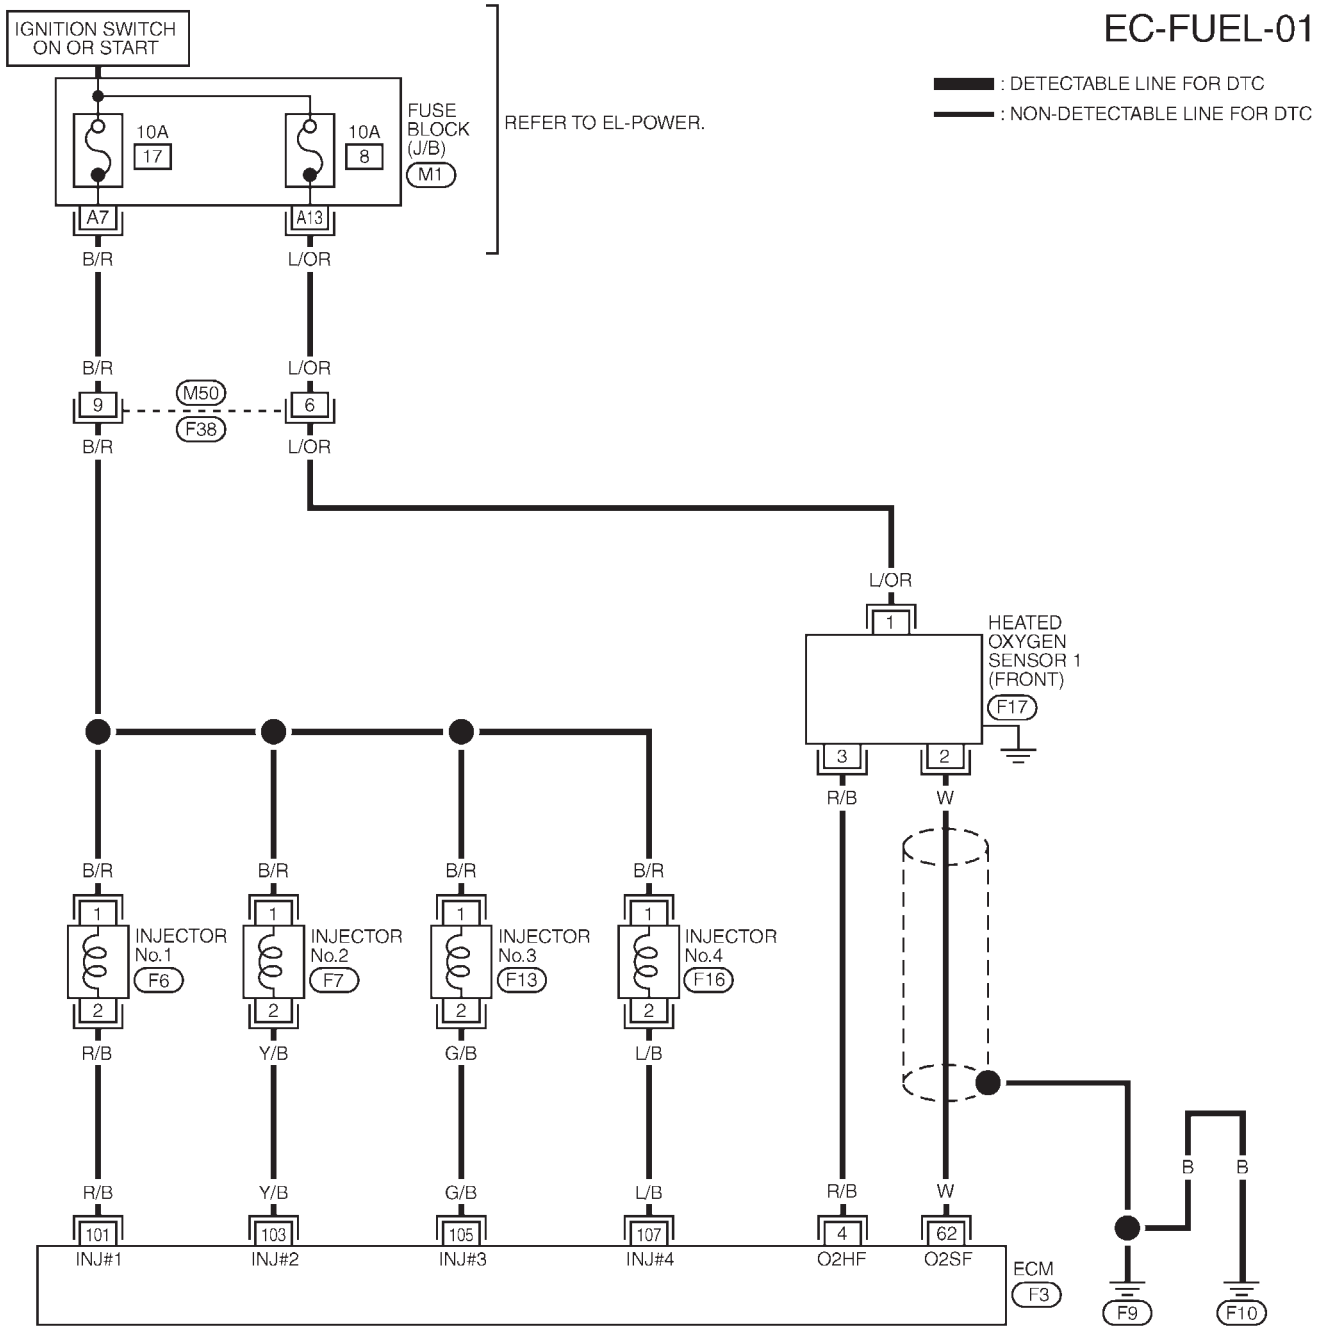 IGNITION SWITCH
ON OR START
EC-FUEL-01
: DETECTABLE LINE FOR DTC
: NON-DETECTABLE LINE FOR DTC
10A
17
10A
8
FUSE
BLOCK
(J/B)
M1
REFER TO EL-POWER.
A7
A13
B/R
L/OR
B/R
L/OR
9
M50
F38
6
B/R
L/OR
L/OR
1
HEATED
OXYGEN
SENSOR 1
(FRONT)
F17
3
2
R/B
W
B/R
B/R
B/R
B/R
1
1
1
1
INJECTOR
No.1
F6
INJECTOR
No.2
F7
INJECTOR
No.3
F13
INJECTOR
No.4
F16
2
2
2
2
R/B
Y/B
G/B
L/B
B
B
R/B
Y/B
G/B
L/B
R/B
W
101
103
105
107
4
62
INJ#1
INJ#2
INJ#3
INJ#4
O2HF
O2SF
ECM
F3
F9
F10